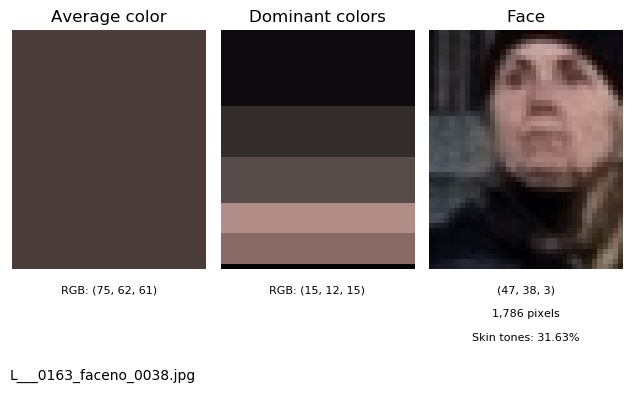 Average color
Dominant colors
Face
RGB: (75, 62, 61)
RGB: (15, 12, 15)
(47, 38, 3)
1,786 pixels
Skin tones: 31.63%
L___0163_faceno_0038.jpg